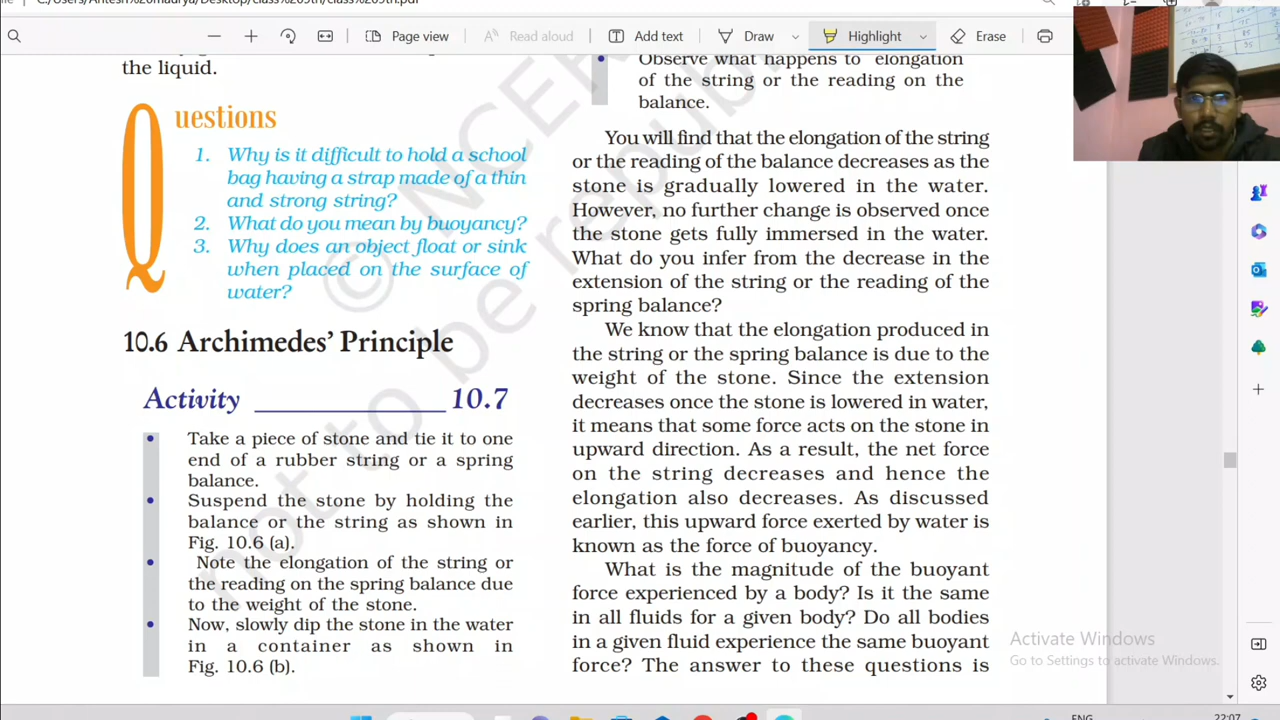 C:/Users/Antesh%20maurya/Desktop/class%209th/class%209th.pdf
Page view
Read aloud
Add text
Draw
Highlight
Erase
the liquid.
Questions
1. Why is it difficult to hold a school
bag having a strap made of a thin
and strong string?
2. What do you mean by buoyancy?
3. Why does an object float or sink
when placed on the surface of
water?
10.6 Archimedes’ Principle
Activity 10.7
• Take a piece of stone and tie it to one
end of a rubber string or a spring
balance.
• Suspend the stone by holding the
balance or the string as shown in
Fig. 10.6 (a).
• Note the elongation of the string or
the reading on the spring balance due
to the weight of the stone.
• Now, slowly dip the stone in the water
in a container as shown in
Fig. 10.6 (b).
• Observe what happens to elongation
of the string or the reading on the
balance.
You will find that the elongation of the string
or the reading of the balance decreases as the
stone is gradually lowered in the water.
However, no further change is observed once
the stone gets fully immersed in the water.
What do you infer from the decrease in the
extension of the string or the reading of the
spring balance?
We know that the elongation produced in
the string or the spring balance is due to the
weight of the stone. Since the extension
decreases once the stone is lowered in water,
it means that some force acts on the stone in
upward direction. As a result, the net force
on the string decreases and hence the
elongation also decreases. As discussed
earlier, this upward force exerted by water is
known as the force of buoyancy.
What is the magnitude of the buoyant
force experienced by a body? Is it the same
in all fluids for a given body? Do all bodies
in a given fluid experience the same buoyant
force? The answer to these questions is
© NCER
not to be republ
Activate Windows
Go to Settings to activate Windows.
ENG
22:07